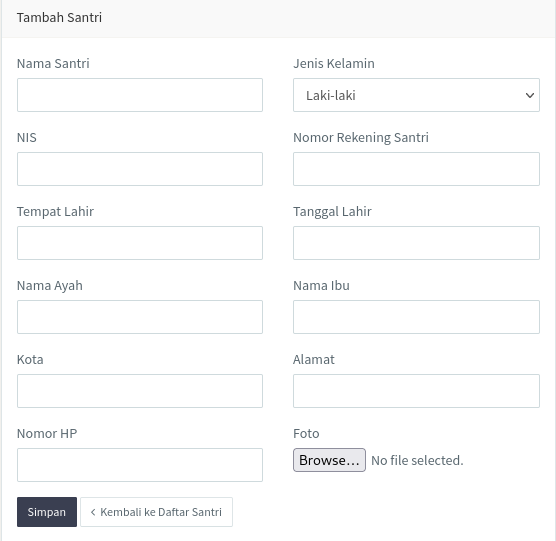 Tambah Santri
Nama Santri
Jenis Kelamin
Laki-laki
NIS
Nomor Rekening Santri
Tempat Lahir
Tanggal Lahir
Nama Ayah
Nama Ibu
Kota
Alamat
Nomor HP
Foto
Browse... No file selected.
Simpan
< Kembali ke Daftar Santri